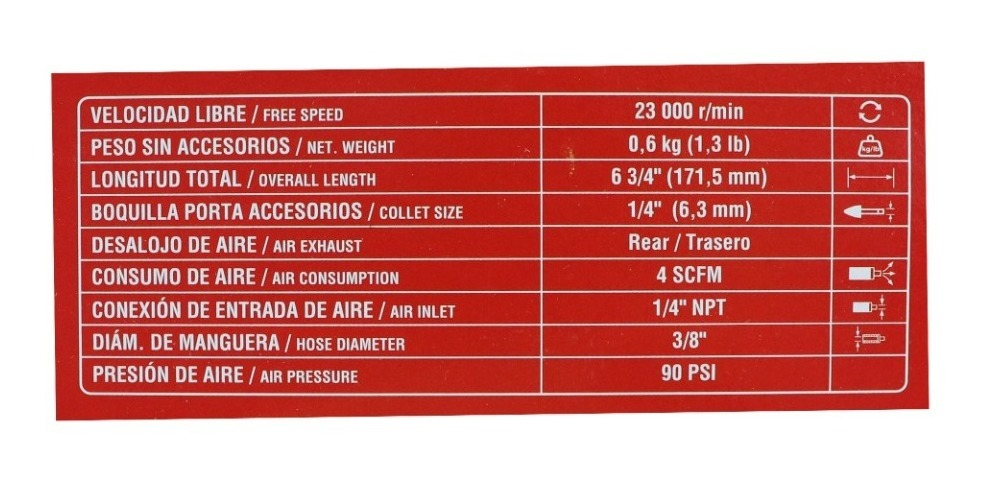 VELOCIDAD LIBRE / FREE SPEED 23 000 r/min
PESO SIN ACCESORIOS / NET. WEIGHT 0,6 kg (1,3 lb) kg/lb
LONGITUD TOTAL / OVERALL LENGTH 6 3/4" (171,5 mm)
BOQUILLA PORTA ACCESORIOS / COLLET SIZE 1/4" (6,3 mm)
DESALOJO DE AIRE / AIR EXHAUST Rear / Trasero
CONSUMO DE AIRE / AIR CONSUMPTION 4 SCFM
CONEXIÓN DE ENTRADA DE AIRE / AIR INLET 1/4" NPT
DIÁM. DE MANGUERA / HOSE DIAMETER 3/8"
PRESIÓN DE AIRE / AIR PRESSURE 90 PSI